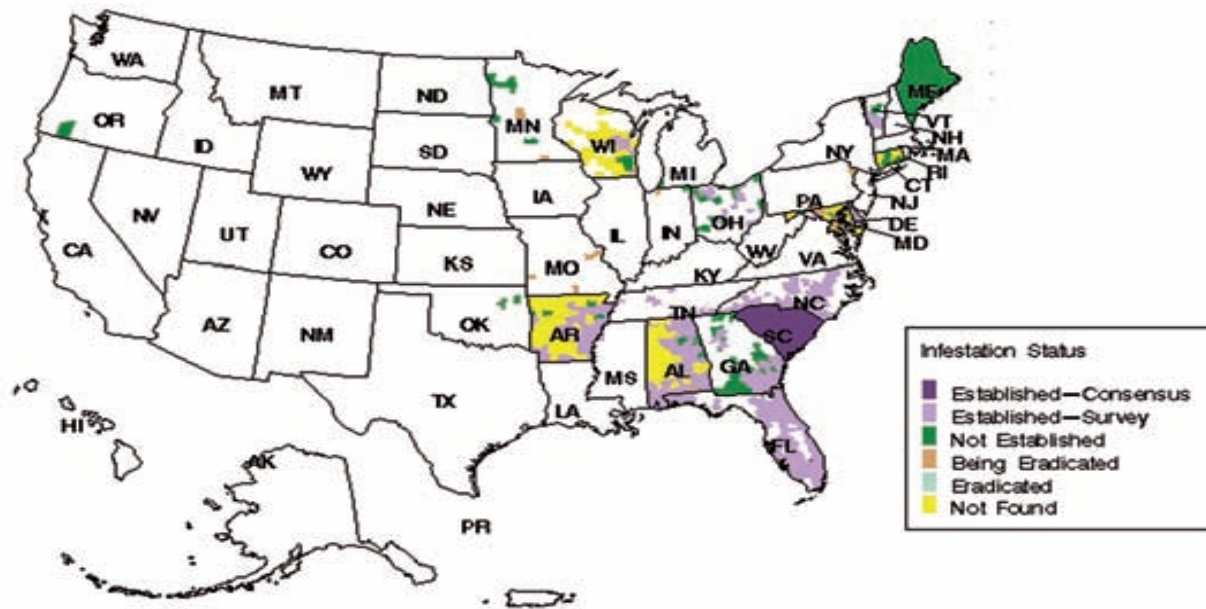 WA
OR
CA
ID
NV
MT
WY
UT
AZ
CO
NM
ND
SD
NE
KS
OK
TX
MN
IA
MO
AR
LA
WI
IL
MS
MI
IN
OH
KY
TN
AL
GA
FL
SC
NC
VA
WV
PA
NY
ME
VT
NH
MA
RI
CT
NJ
DE
MD
HI
AK
PR
Infestation Status
Established—Consensus
Established—Survey
Not Established
Being Eradicated
Eradicated
Not Found